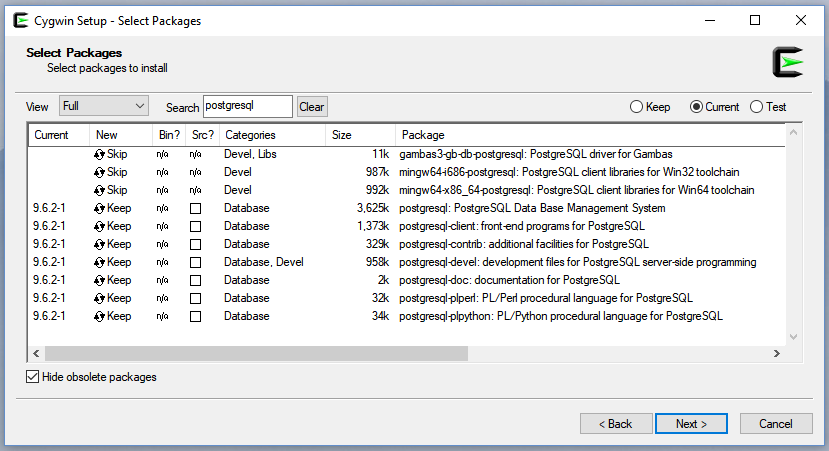 Cygwin Setup - Select Packages
Select Packages
Select packages to install
View Full Search postgresql Clear Keep Current Test
Current New Bin? Src? Categories Size Package
Skip n/a n/a Devel, Libs 11k gambas3-gb-db-postgresql: PostgreSQL driver for Gambas
Skip n/a n/a Devel 987k mingw64-i686-postgresql: PostgreSQL client libraries for Win32 toolchain
Skip n/a n/a Devel 992k mingw64-x86_64-postgresql: PostgreSQL client libraries for Win64 toolchain
9.6.2-1 Keep n/a Database 3,625k postgresql: PostgreSQL Data Base Management System
9.6.2-1 Keep n/a Database 1,373k postgresql-client: front-end programs for PostgreSQL
9.6.2-1 Keep n/a Database 329k postgresql-contrib: additional facilities for PostgreSQL
9.6.2-1 Keep n/a Database, Devel 958k postgresql-devel: development files for PostgreSQL server-side programming
9.6.2-1 Keep n/a Database 2k postgresql-doc: documentation for PostgreSQL
9.6.2-1 Keep n/a Database 32k postgresql-plperl: PL/Perl procedural language for PostgreSQL
9.6.2-1 Keep n/a Database 34k postgresql-plpython: PL/Python procedural language for PostgreSQL
Hide obsolete packages
< Back Next > Cancel